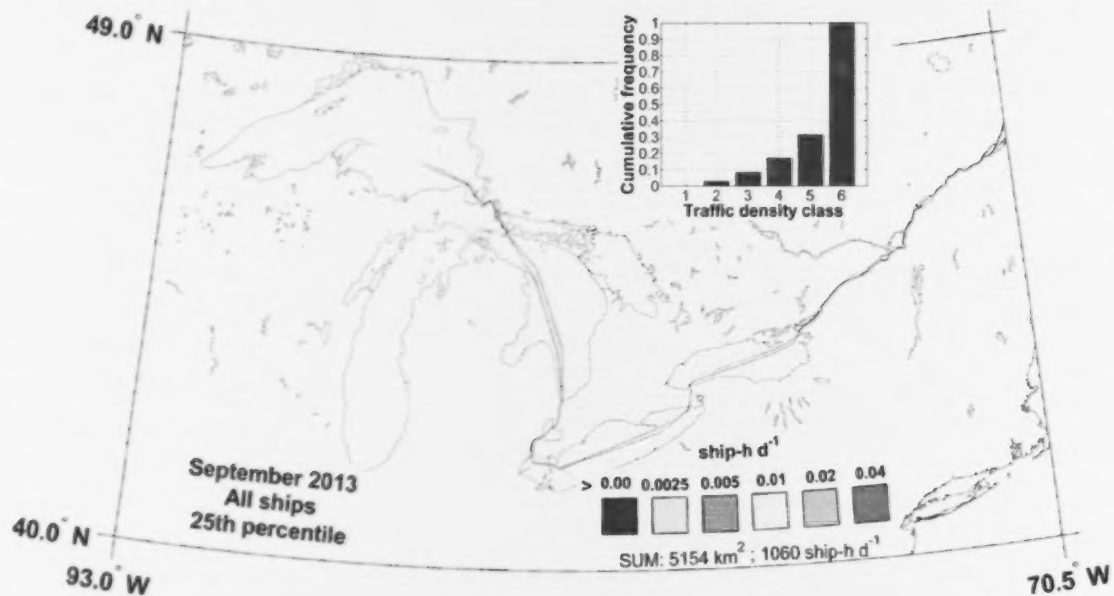 49.0° N
Cumulative frequency
1
0.9
0.8
0.7
0.6
0.5
0.4
0.3
0.2
0.1
0
1 2 3 4 5 6
Traffic density class
September 2013
All ships
25th percentile
ship-h d⁻¹
> 0.00 0.0025 0.005 0.01 0.02 0.04
SUM: 5154 km² ; 1060 ship-h d⁻¹
40.0° N
93.0° W
70.5° W